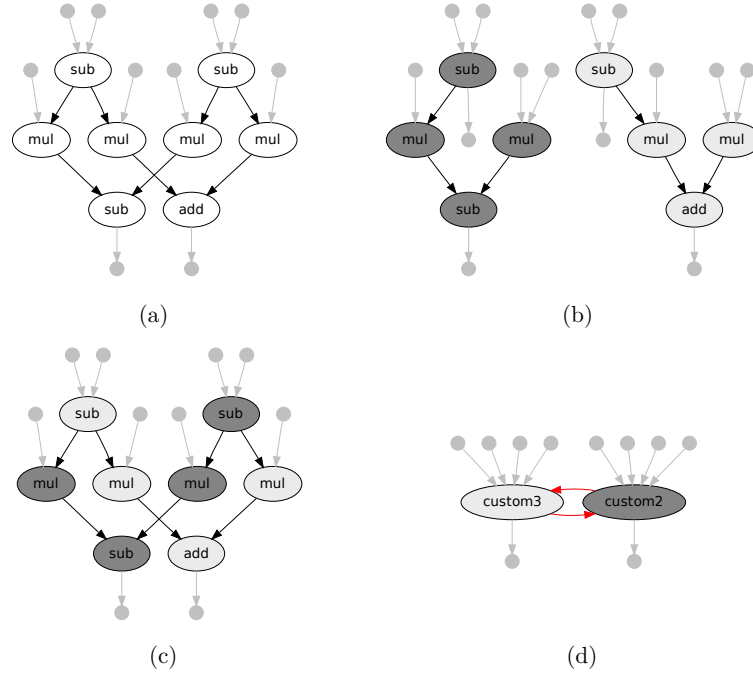 sub sub sub sub
mul mul mul mul mul mul mul mul
sub add sub add
(a) (b)
sub sub
mul mul mul mul custom3 custom2
sub add
(c) (d)